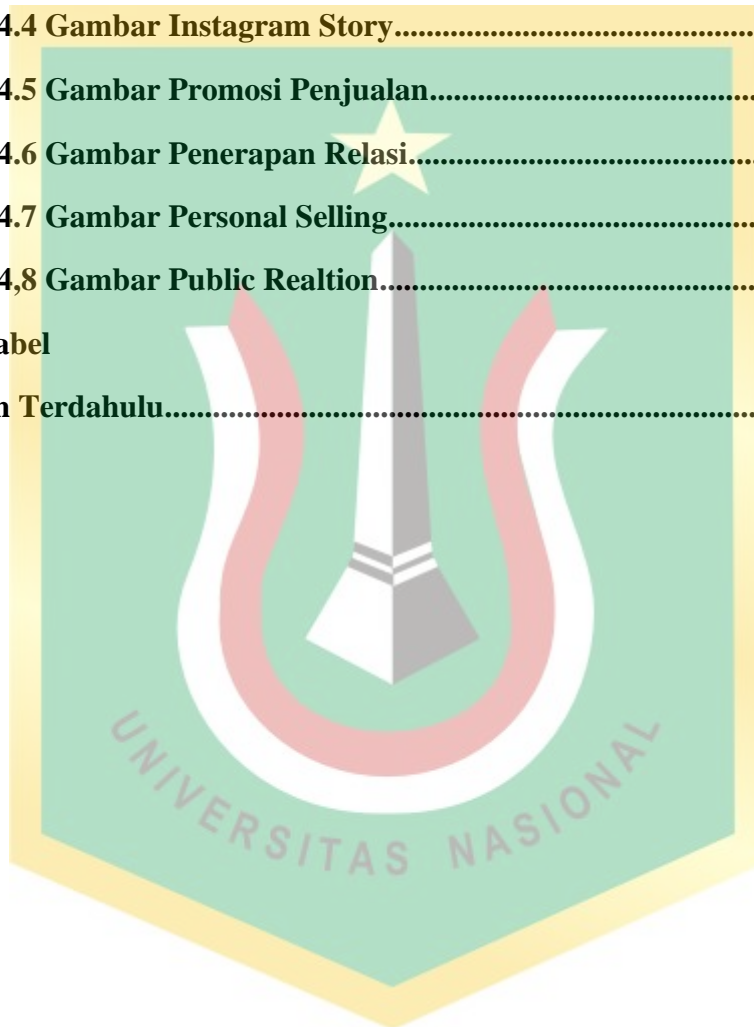 4.4 Gambar Instagram Story..............................................
4.5 Gambar Promosi Penjualan..........................................
4.6 Gambar Penerapan Relasi............................................
4.7 Gambar Personal Selling...............................................
4,8 Gambar Public Realtion................................................
abel
n Terdahulu.........................................................................
UNIVERSITAS NASIONAL